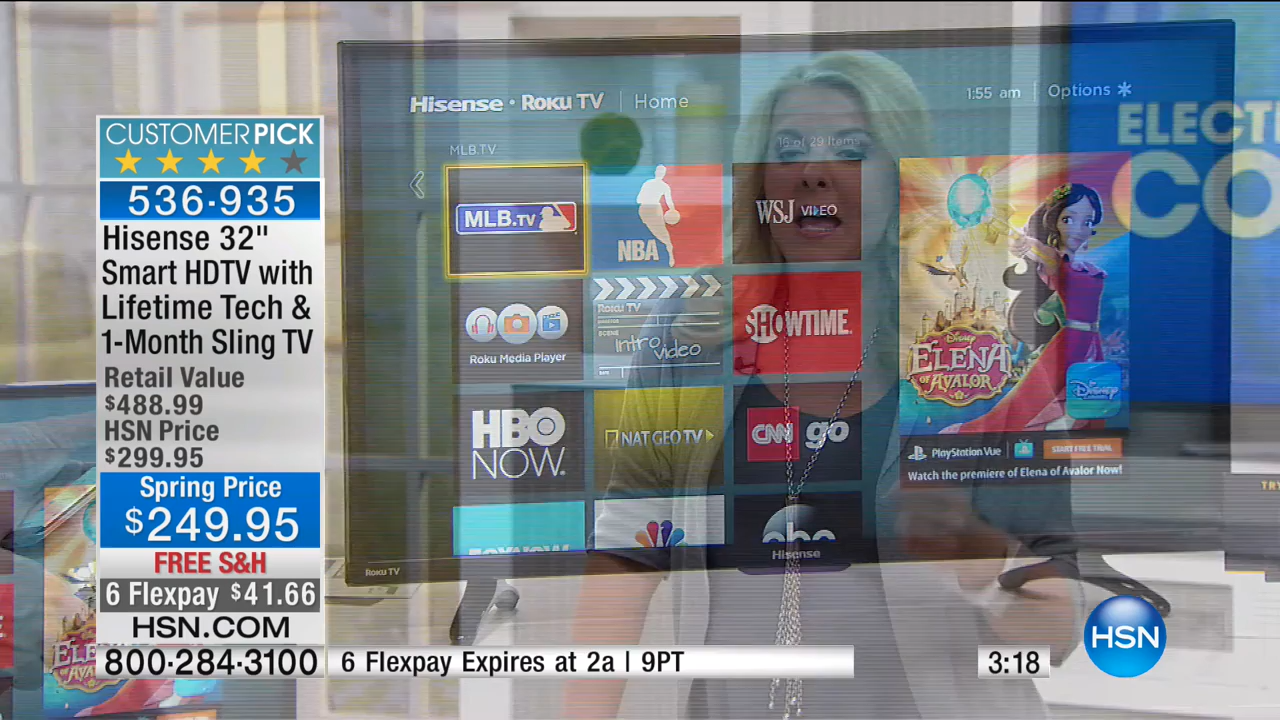 CUSTOMER PICK
536-935
Hisense 32"
Smart HDTV with
Lifetime Tech &
1-Month Sling TV
Retail Value
$488.99
HSN Price
$299.95
Spring Price
$249.95
FREE S&H
6 Flexpay $41.66
HSN.COM
800-284-3100
6 Flexpay Expires at 2a | 9PT
3:18
HSN
Hisense • Roku TV | Home
1:55 am | Options *
MLB.TV
16 of 29 Items
MLB.TV
NBA
WSJ VIDEO
Roku Media Player
Roku TV
SCENE
Intro video
SHOWTIME
HBO NOW
NAT GEO TV
CNN go
abc
Disney
ELENA
OF AVALOR
Disney
PlayStation Vue
START FREE TRIAL
Watch the premiere of Elena of Avalor Now!
Hisense
Roku TV
ELECT
CO
TRY